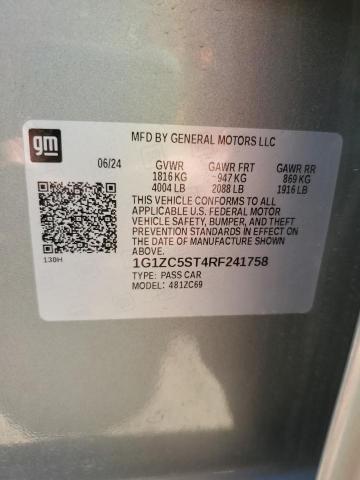 gm
MFD BY GENERAL MOTORS LLC
06/24 GVWR GAWR FRT GAWR RR
1816 KG 947 KG 869 KG
4004 LB 2088 LB 1916 LB
THIS VEHICLE CONFORMS TO ALL
APPLICABLE U.S. FEDERAL MOTOR
VEHICLE SAFETY, BUMPER, AND THEFT
PREVENTION STANDARDS IN EFFECT ON
THE DATE OF MANUFACTURE SHOWN
ABOVE.
138H
1G1ZC5ST4RF241758
TYPE: PASS CAR
MODEL: 481ZC69